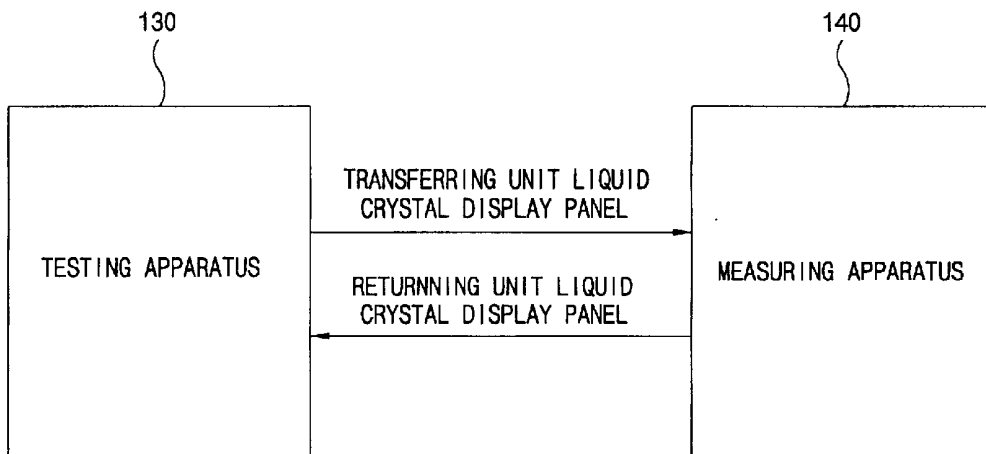 130
140
TRANSFERRING UNIT LIQUID
CRYSTAL DISPLAY PANEL
TESTING APPARATUS
MEASURING APPARATUS
RETURNNING UNIT LIQUID
CRYSTAL DISPLAY PANEL